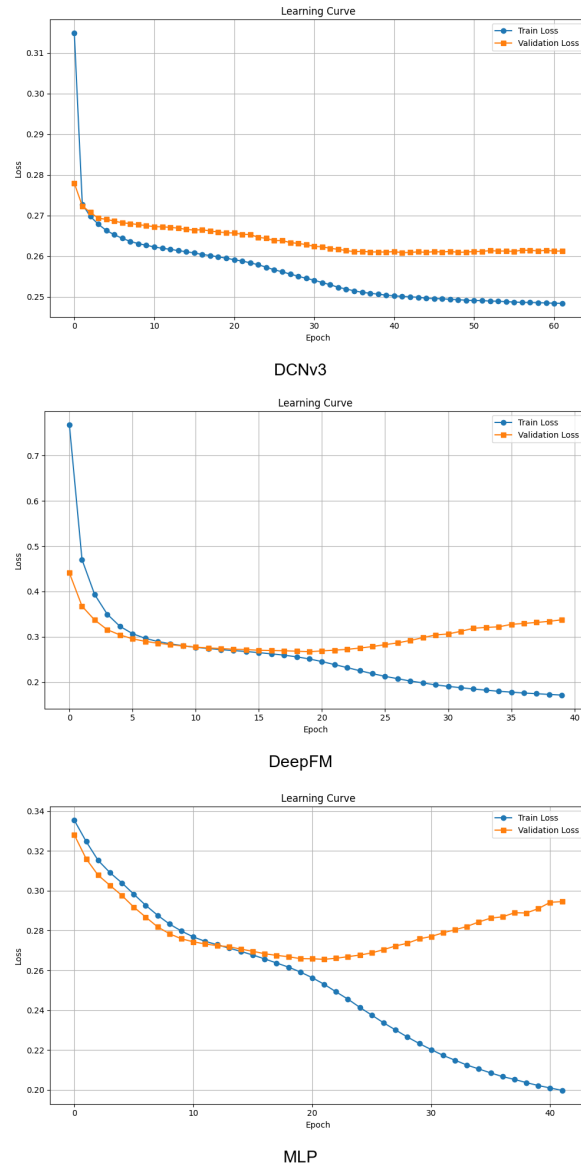 Learning Curve
Train Loss
Validation Loss
0.31
0.30
0.29
0.28
0.27
0.26
0.25
Loss
0 10 20 30 40 50 60
Epoch
DCNv3
Learning Curve
Train Loss
Validation Loss
0.7
0.6
0.5
0.4
0.3
0.2
Loss
0 5 10 15 20 25 30 35 40
Epoch
DeepFM
Learning Curve
Train Loss
Validation Loss
0.34
0.32
0.30
0.28
0.26
0.24
0.22
0.20
Loss
0 10 20 30 40
Epoch
MLP